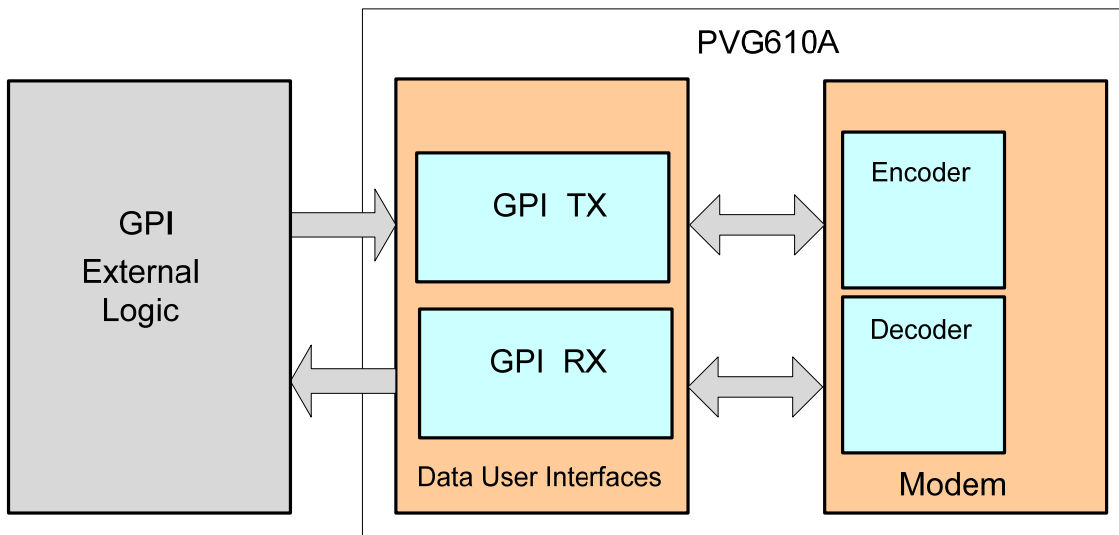 PVG610A
GPI
External
Logic
GPI TX
GPI RX
Data User Interfaces
Encoder
Decoder
Modem